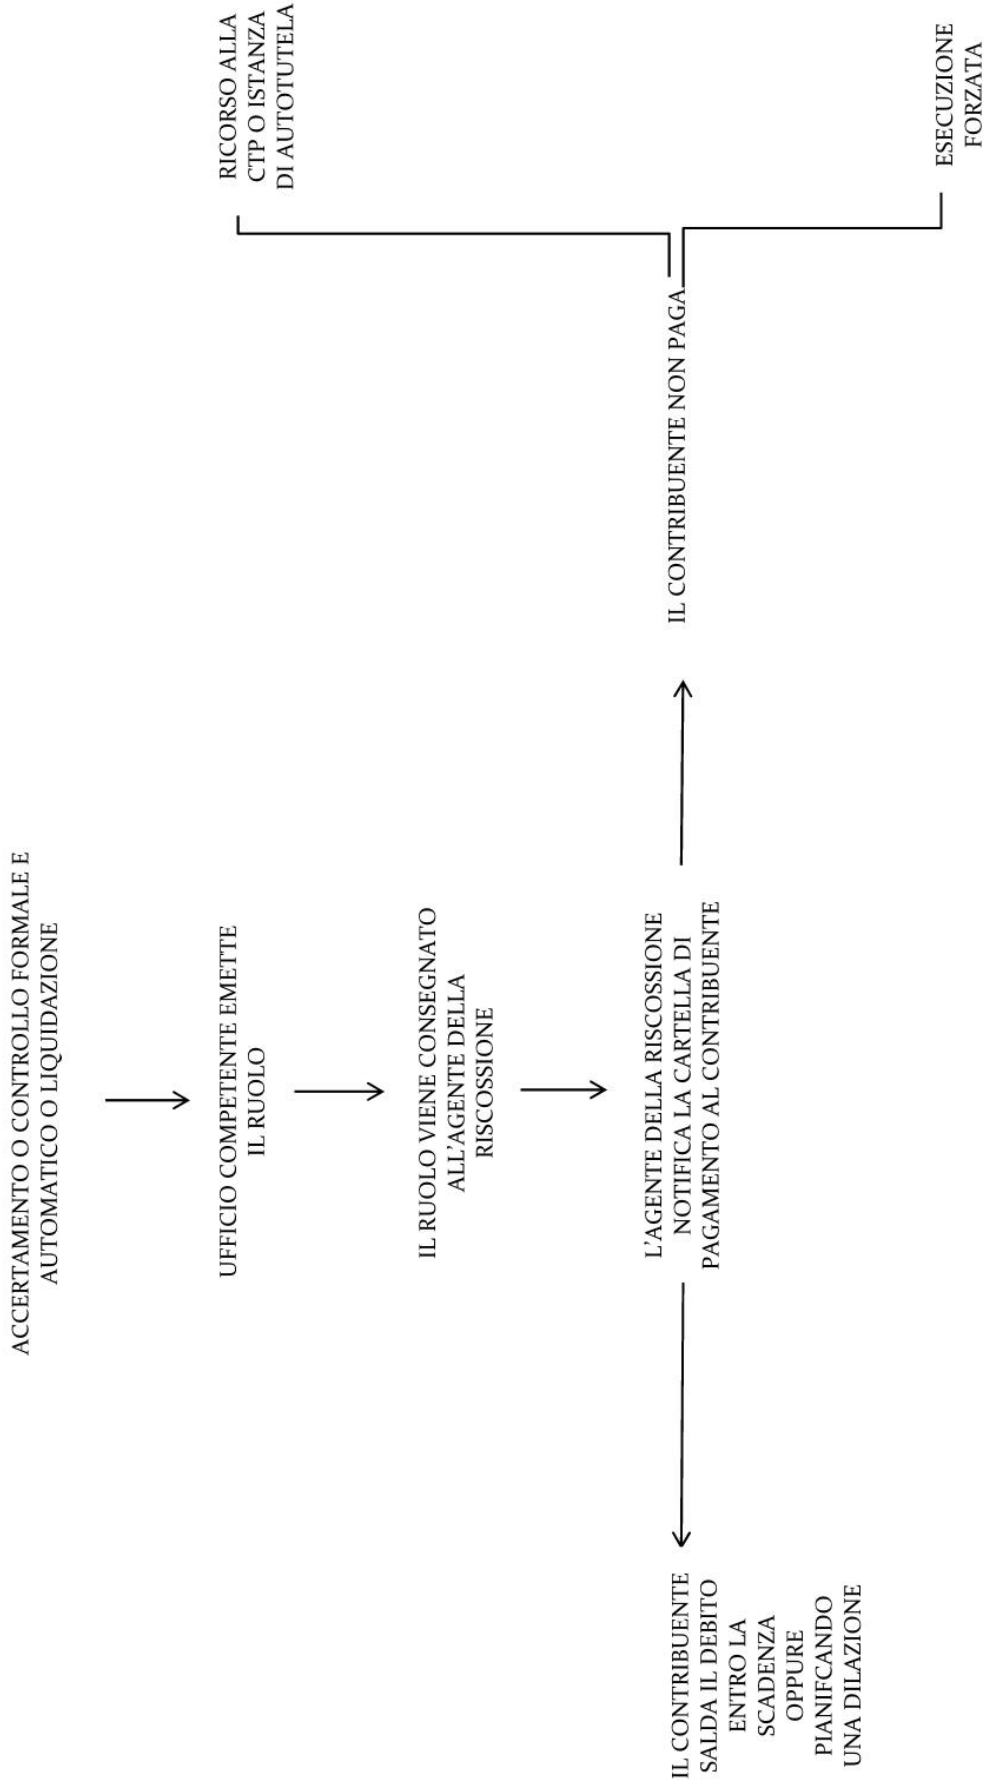 ACCERTAMENTO O CONTROLLO FORMALE E
AUTOMATICO O LIQUIDAZIONE
UFFICIO COMPETENTE EMETTE
IL RUOLO
IL RUOLO VIENE CONSEGNATO
ALL'AGENTE DELLA
RISCOSSIONE
L'AGENTE DELLA RISCOSSIONE
NOTIFICA LA CARTELLA DI
PAGAMENTO AL CONTRIBUENTE
IL CONTRIBUENTE
SALDA IL DEBITO
ENTRO LA
SCADENZA
OPPURE
PIANIFCANDO
UNA DILAZIONE
IL CONTRIBUENTE NON PAGA
RICORSO ALLA
CTP O ISTANZA
DI AUTOTUTELA
ESECUZIONE
FORZATA